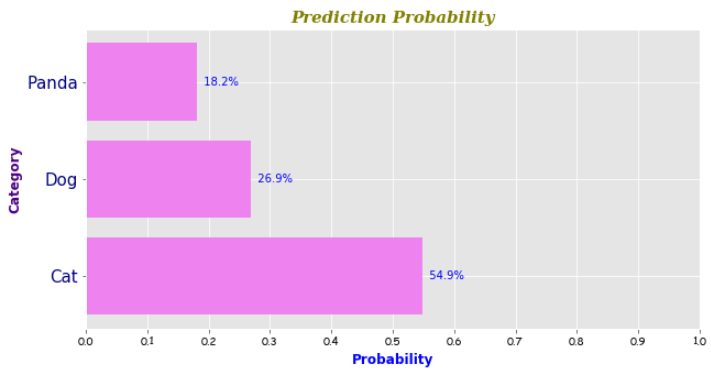 Prediction Probability
Panda
18.2%
Dog
26.9%
Cat
54.9%
Category
0.0 0.1 0.2 0.3 0.4 0.5 0.6 0.7 0.8 0.9 1.0
Probability